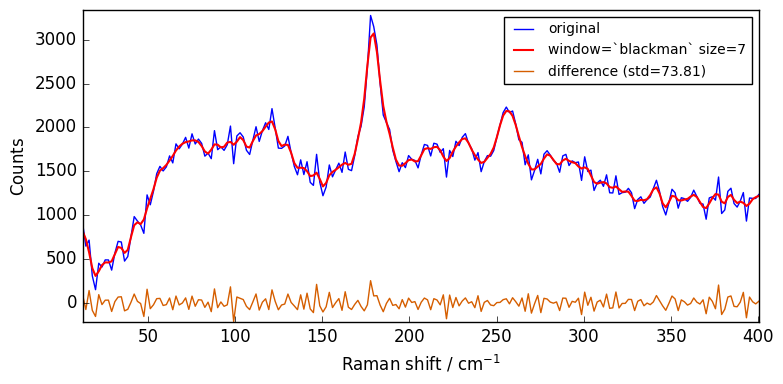 original
window=`blackman` size=7
difference (std=73.81)
3000
2500
2000
1500
1000
500
0
Counts
50 100 150 200 250 300 350 400
Raman shift / cm⁻¹